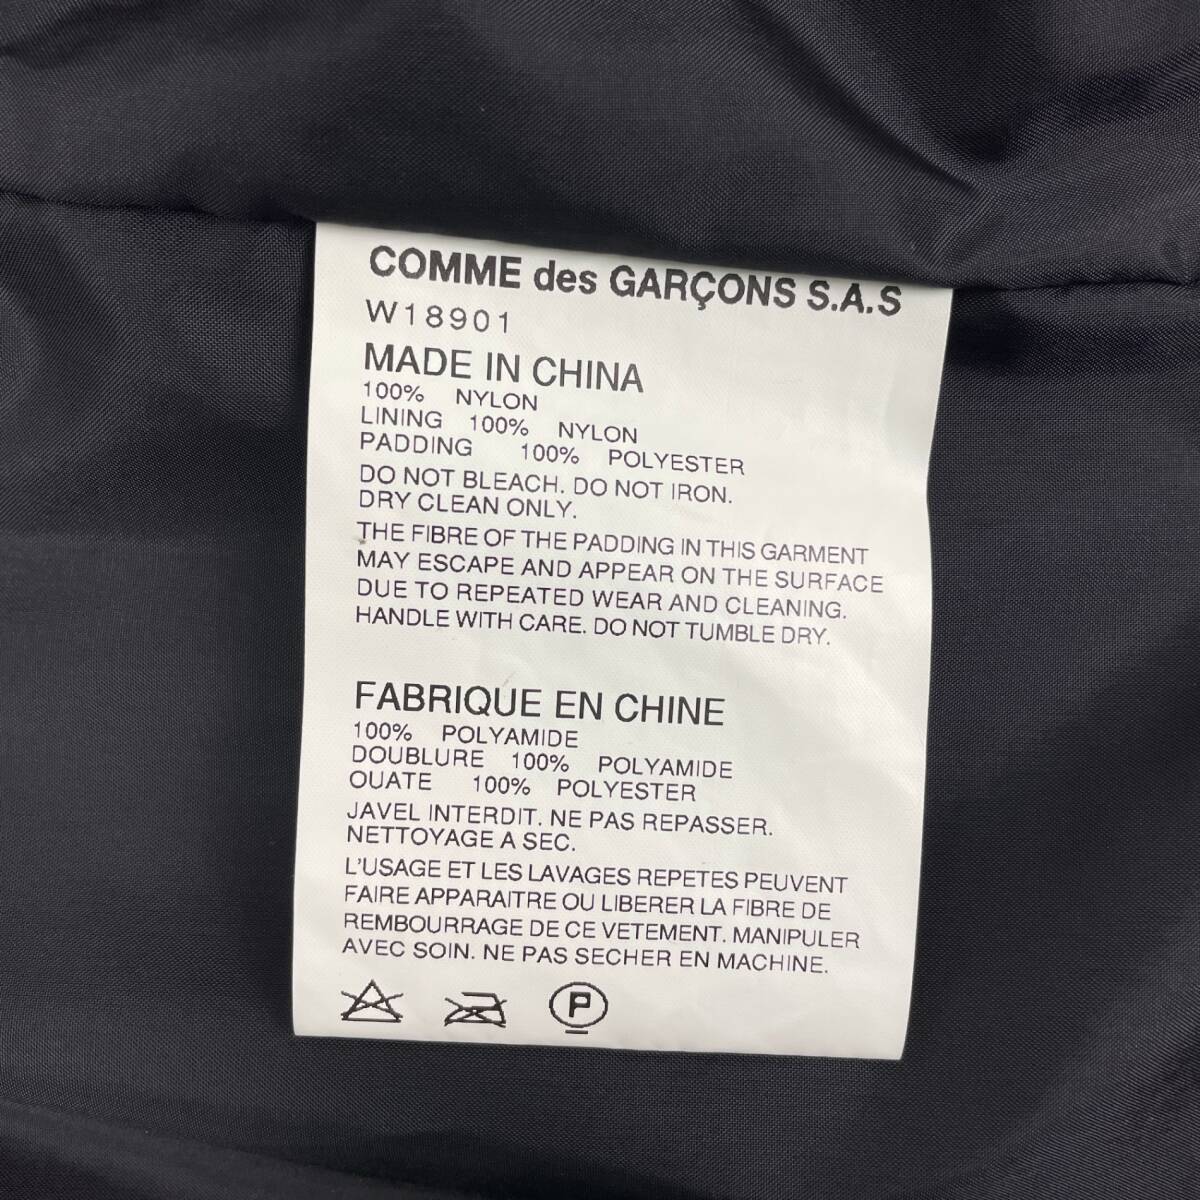 COMME des GARÇONS S.A.S
W18901
MADE IN CHINA
100% NYLON
LINING 100% NYLON
PADDING 100% POLYESTER
DO NOT BLEACH. DO NOT IRON.
DRY CLEAN ONLY.
THE FIBRE OF THE PADDING IN THIS GARMENT
MAY ESCAPE AND APPEAR ON THE SURFACE
DUE TO REPEATED WEAR AND CLEANING.
HANDLE WITH CARE. DO NOT TUMBLE DRY.
FABRIQUE EN CHINE
100% POLYAMIDE
DOUBLURE 100% POLYAMIDE
OUATE 100% POLYESTER
JAVEL INTERDIT. NE PAS REPASSER.
NETTOYAGE A SEC.
L'USAGE ET LES LAVAGES REPETES PEUVENT
FAIRE APPARAITRE OU LIBERER LA FIBRE DE
REMBOURRAGE DE CE VETEMENT. MANIPULER
AVEC SOIN. NE PAS SECHER EN MACHINE.
P